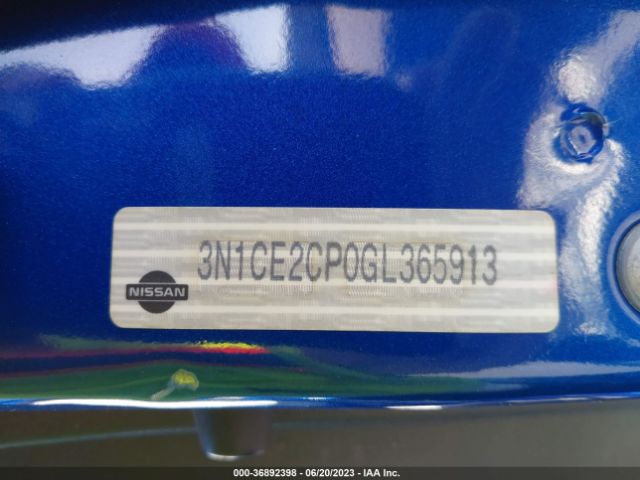 3N1CE2CP0GL365913
NISSAN
000-36892398 - 06/20/2023 - IAA Inc.